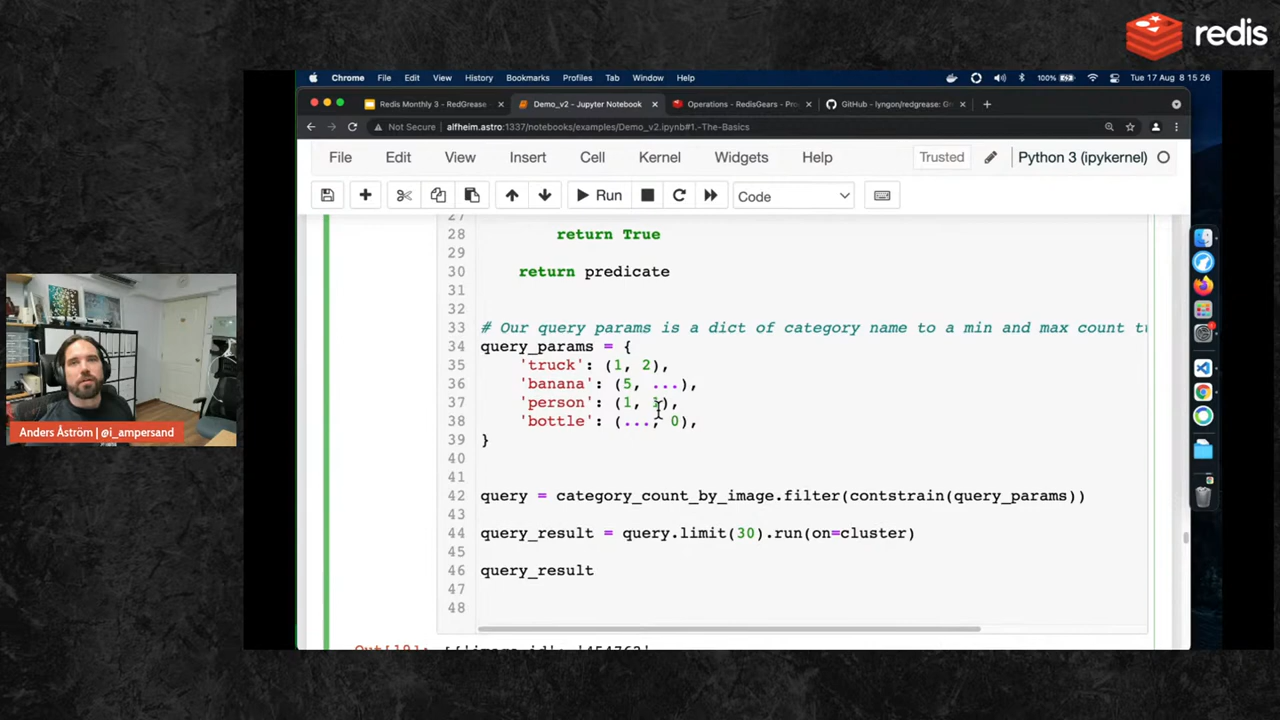 redis
Chrome File Edit View History Bookmarks Profiles Tab Window Help 100% Tue 17 Aug 8 15 26
Redis Monthly 3 - RedGrease Demo_v2 - Jupyter Notebook Operations - RedisGears - Pro GitHub - lyngon/redgrease: Gr
Not Secure alfheim.astro:1337/notebooks/examples/Demo_v2.ipynb#1.-The-Basics
File Edit View Insert Cell Kernel Widgets Help Trusted Python 3 (ipykernel)
Run Code
27
28 return True
29
30 return predicate
31
32
33 # Our query params is a dict of category name to a min and max count
34 query_params = {
35 'truck': (1, 2),
36 'banana': (5, ...),
37 'person': (1, 1),
38 'bottle': (..., 0),
39 }
40
41
42 query = category_count_by_image.filter(contstrain(query_params))
43
44 query_result = query.limit(30).run(on=cluster)
45
46 query_result
47
48
Anders Åström | @i_ampersand